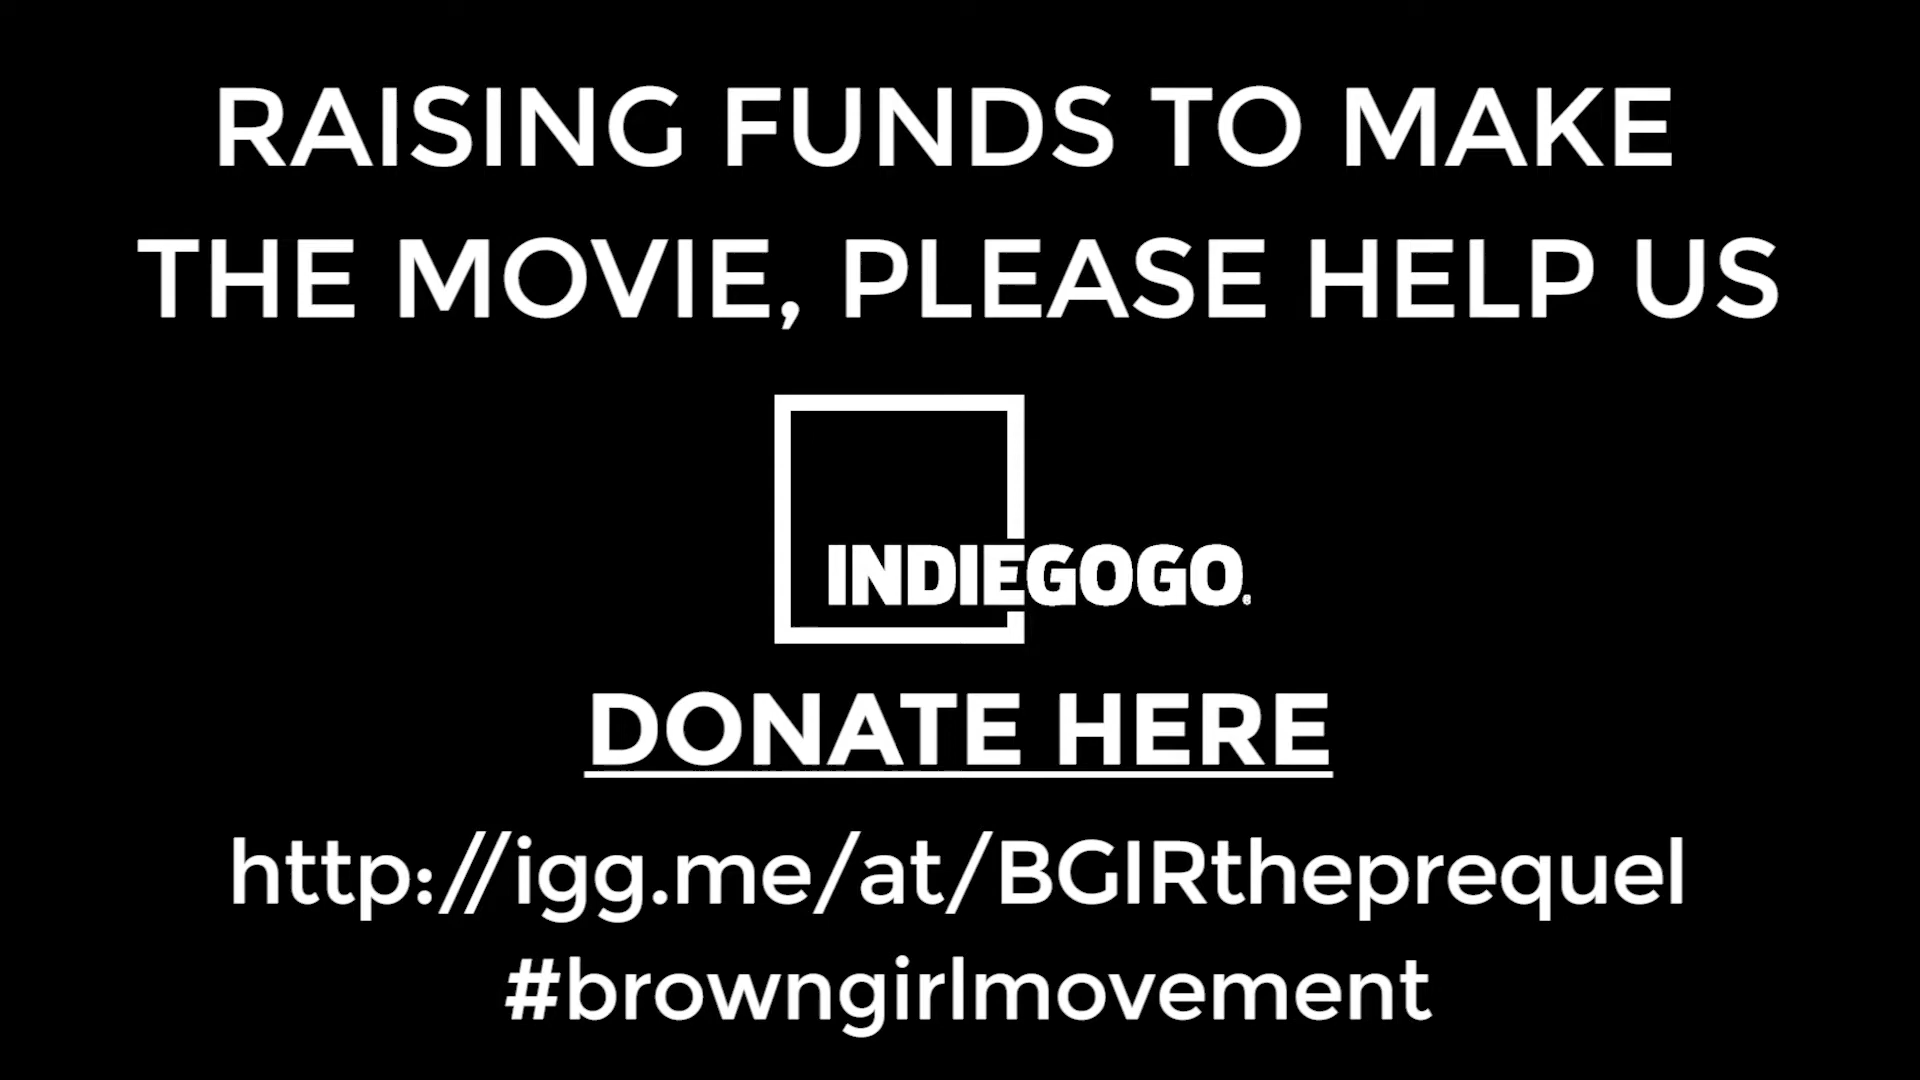 RAISING FUNDS TO MAKE
THE MOVIE, PLEASE HELP US
INDIEGOGO®
DONATE HERE
http://igg.me/at/BGIRtheprequel
#browngirlmovement